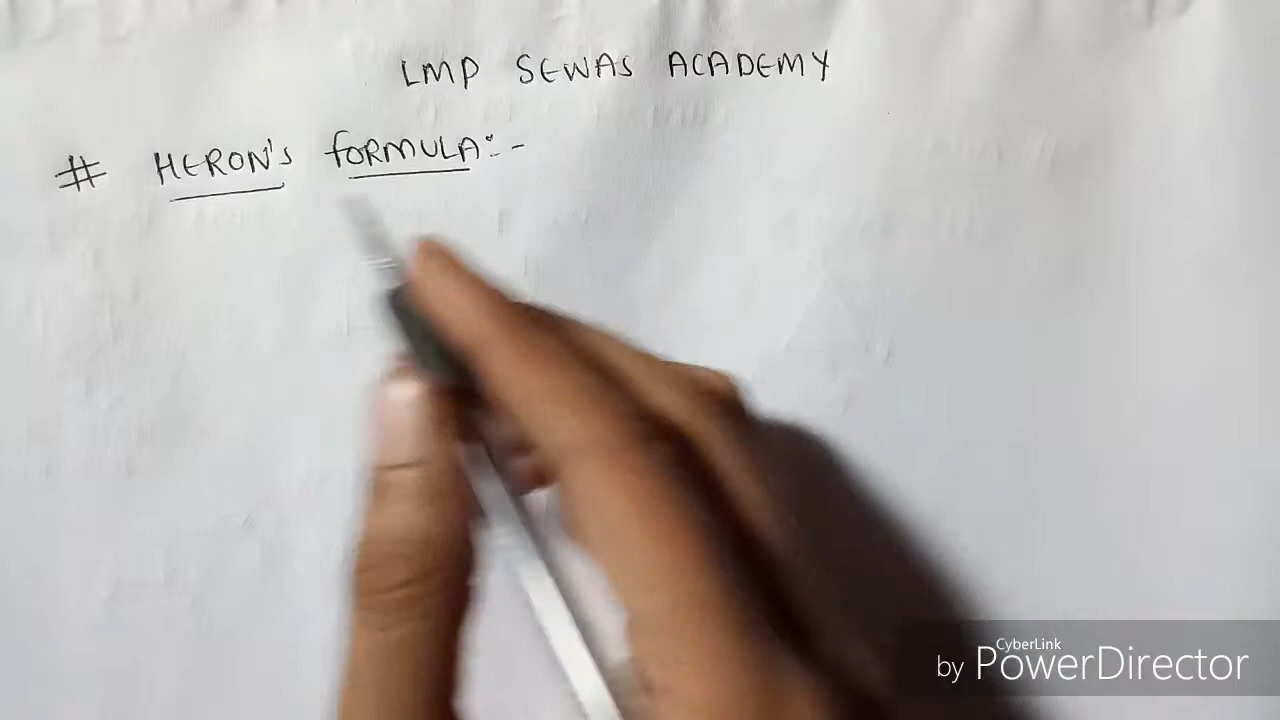 LMP SEWAS ACADEMY
# HERON'S fORMULA:-
CyberLink
by PowerDirector